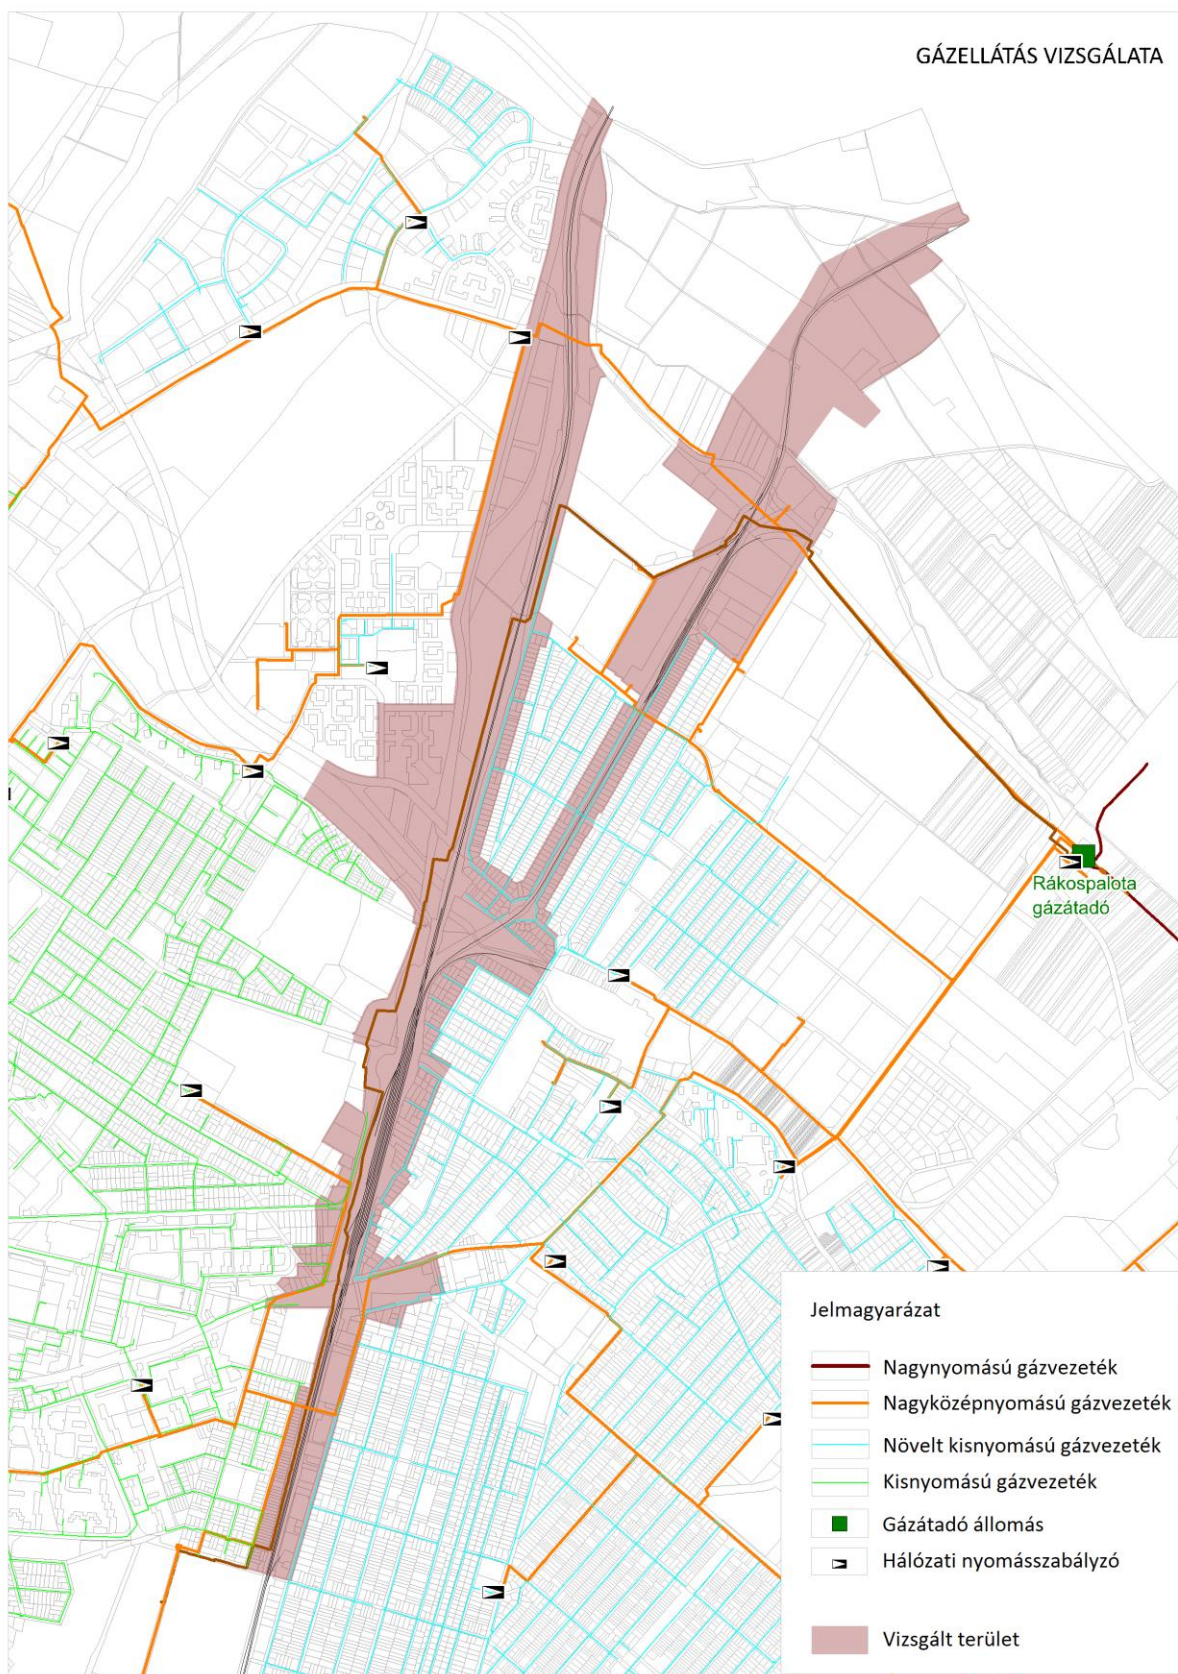 GÁZELLÁTÁS VIZSGÁLATA
Rákospalota
gázátadó
Jelmagyarázat
Nagynyomású gázvezeték
Nagyközépnyomású gázvezeték
Növelt kisnyomású gázvezeték
Kisnyomású gázvezeték
Gázátadó állomás
Hálózati nyomásszabályzó
Vizsgált terület